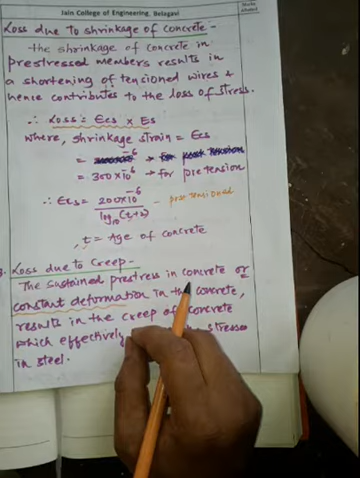 Jain College of Engineering, Belagavi
Loss due to shrinkage of concrete:-
the shrinkage of concrete in
prestressed members results in
a shortening of tensioned wires &
hence contributes to the loss of stress.
∴ Loss = Ecs x Es
where, shrinkage strain = Ecs
= 300x10⁻⁶ → for pretension
∴ Ecs = 200x10⁻⁶ / log₁₀(t+2) - post tensioned
, t = Age of concrete
Loss due to Creep -
The sustained prestress in concrete or
constant deformation in the concrete,
results in the creep of concrete
which effectively the stresses
in steel.